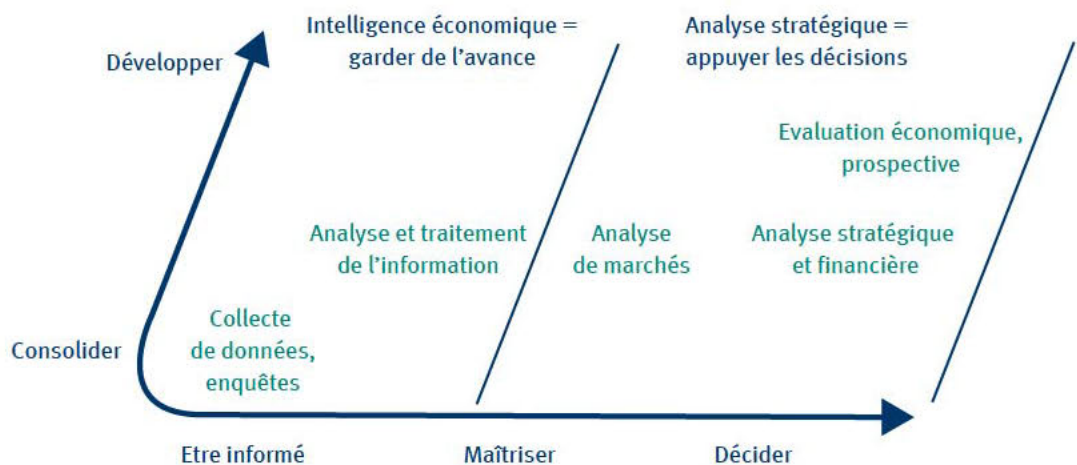 Intelligence économique =
garder de l'avance
Analyse stratégique =
appuyer les décisions
Développer
Evaluation économique,
prospective
Analyse et traitement
de l'information
Analyse
de marchés
Analyse stratégique
et financière
Collecte
de données,
enquêtes
Consolider
Etre informé
Maîtriser
Décider